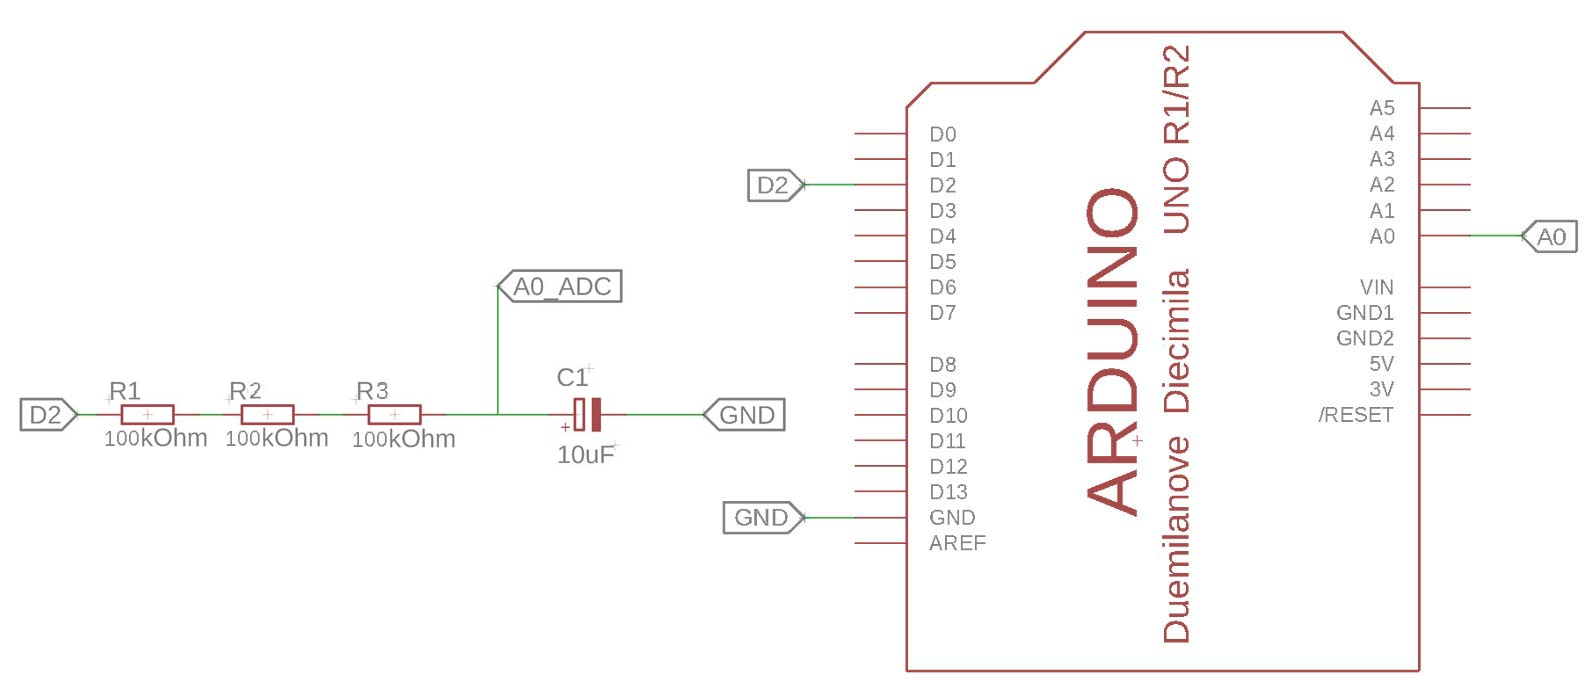 D2
R1
100kOhm
R2
100kOhm
R3
100kOhm
A0_ADC
C1
+
10uF
GND
D2
GND
D0
D1
D2
D3
D4
D5
D6
D7
D8
D9
D10
D11
D12
D13
GND
AREF
ARDUINO
Duemilanove Diecimila UNO R1/R2
A5
A4
A3
A2
A1
A0
VIN
GND1
GND2
5V
3V
/RESET
A0